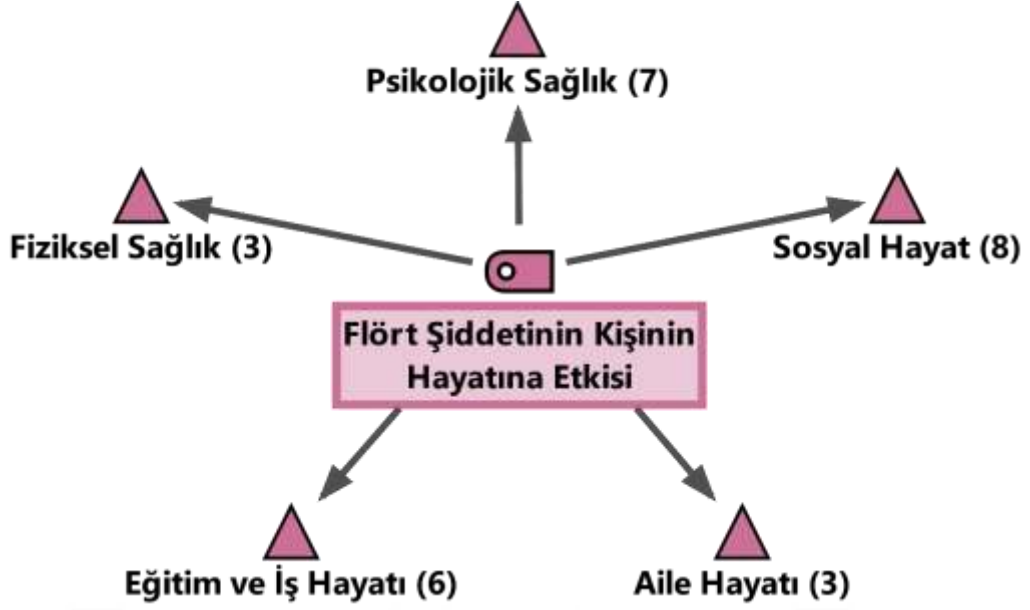 Psikolojik Sağlık (7)
Fiziksel Sağlık (3)
Sosyal Hayat (8)
Flört Şiddetinin Kişinin
Hayatına Etkisi
Eğitim ve İş Hayatı (6)
Aile Hayatı (3)